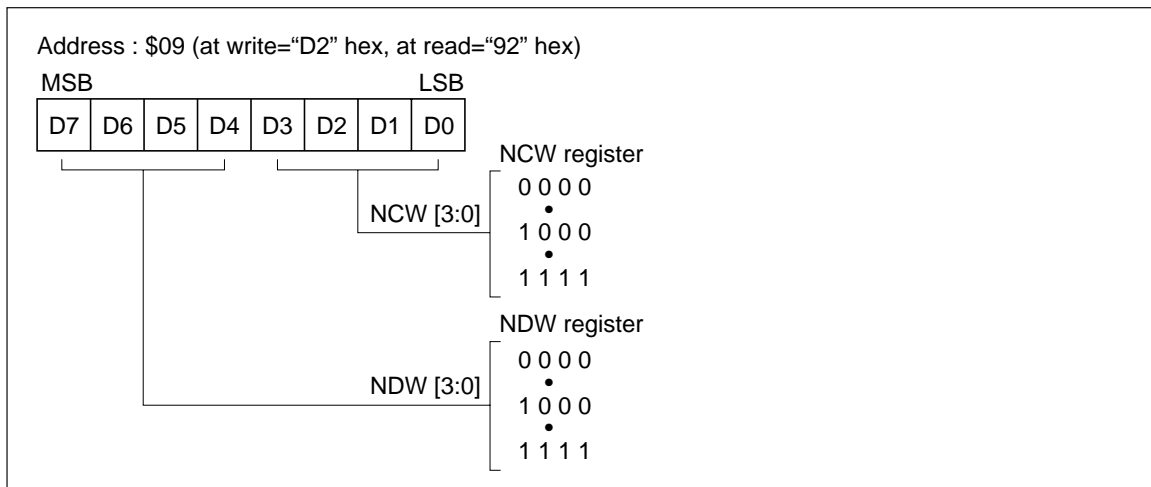 Address : $09 (at write=“D2” hex, at read=“92” hex)
MSB LSB
D7 D6 D5 D4 D3 D2 D1 D0
NCW register
0 0 0 0
•
NCW [3:0]
1 0 0 0
•
1 1 1 1
NDW register
0 0 0 0
•
NDW [3:0]
1 0 0 0
•
1 1 1 1